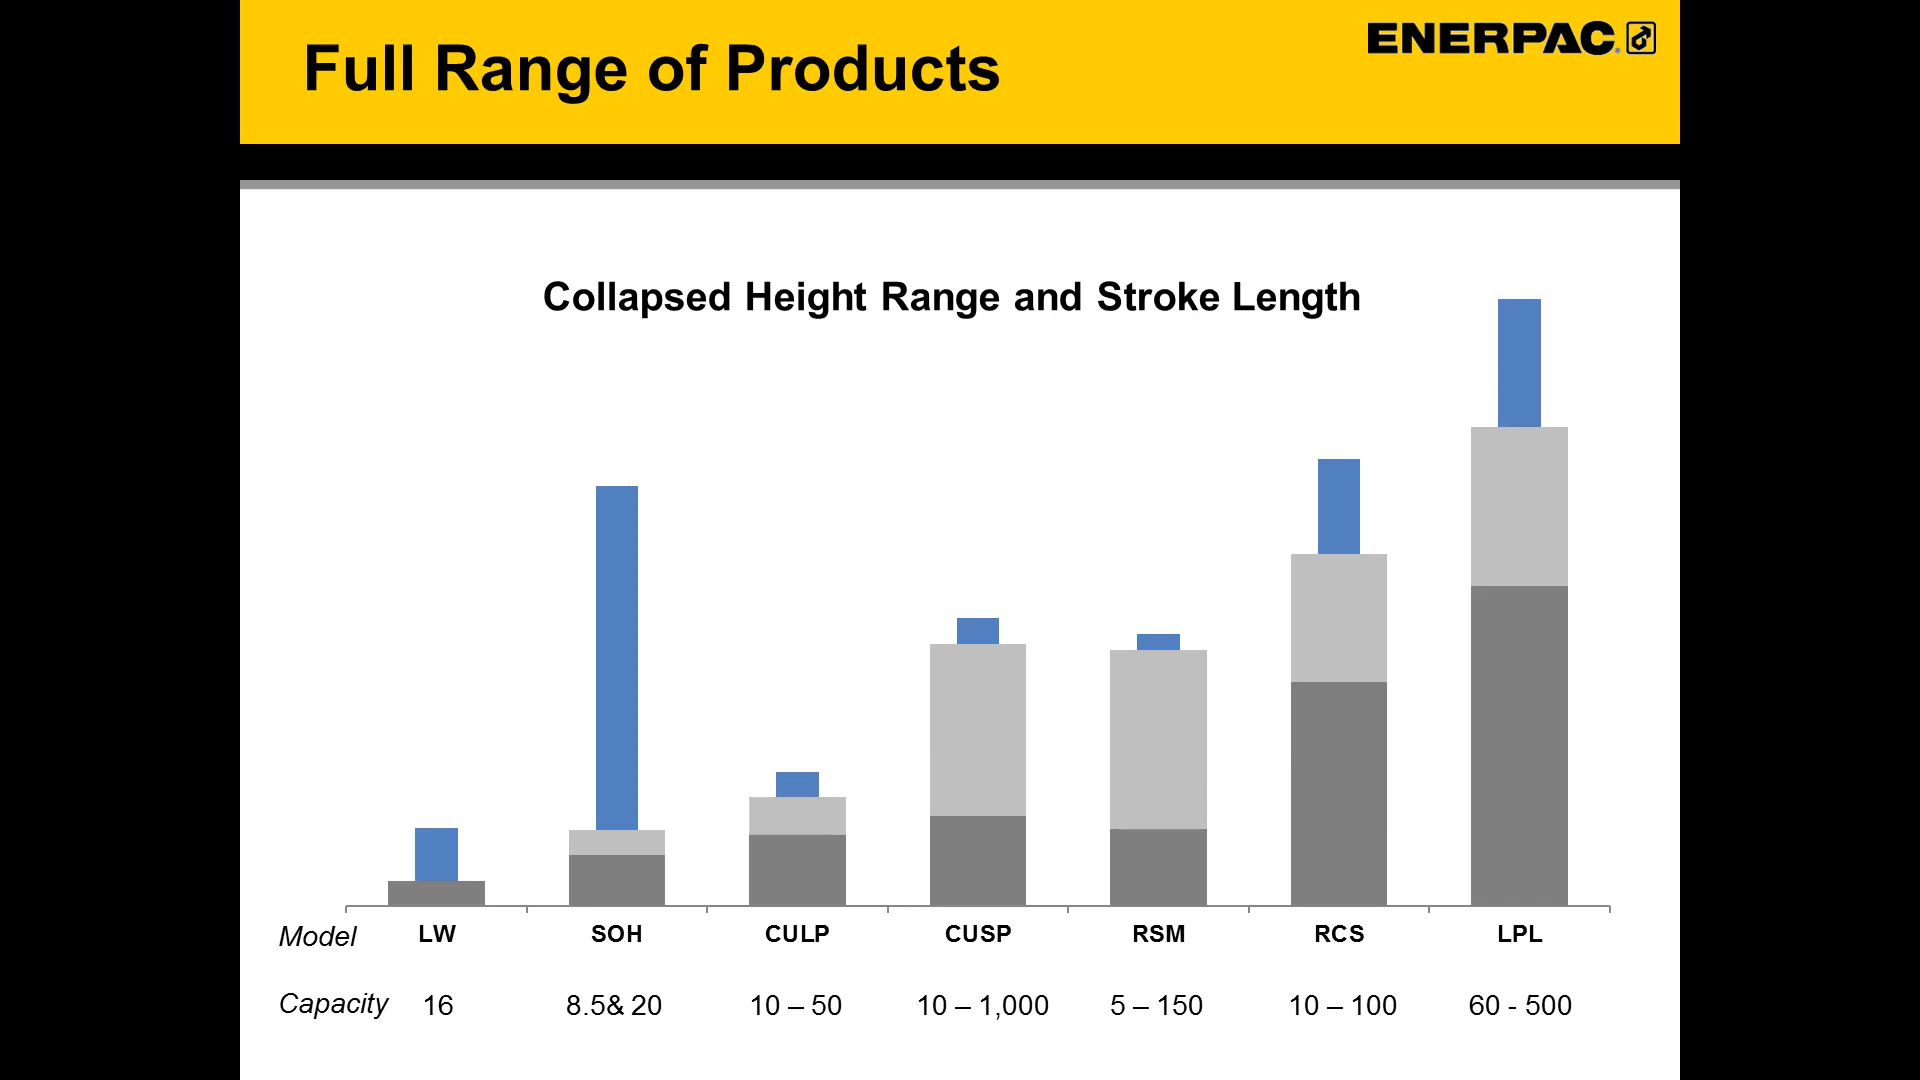 Full Range of Products
ENERPAC
Collapsed Height Range and Stroke Length
Model LW SOH CULP CUSP RSM RCS LPL
Capacity 16 8.5& 20 10 – 50 10 – 1,000 5 – 150 10 – 100 60 - 500